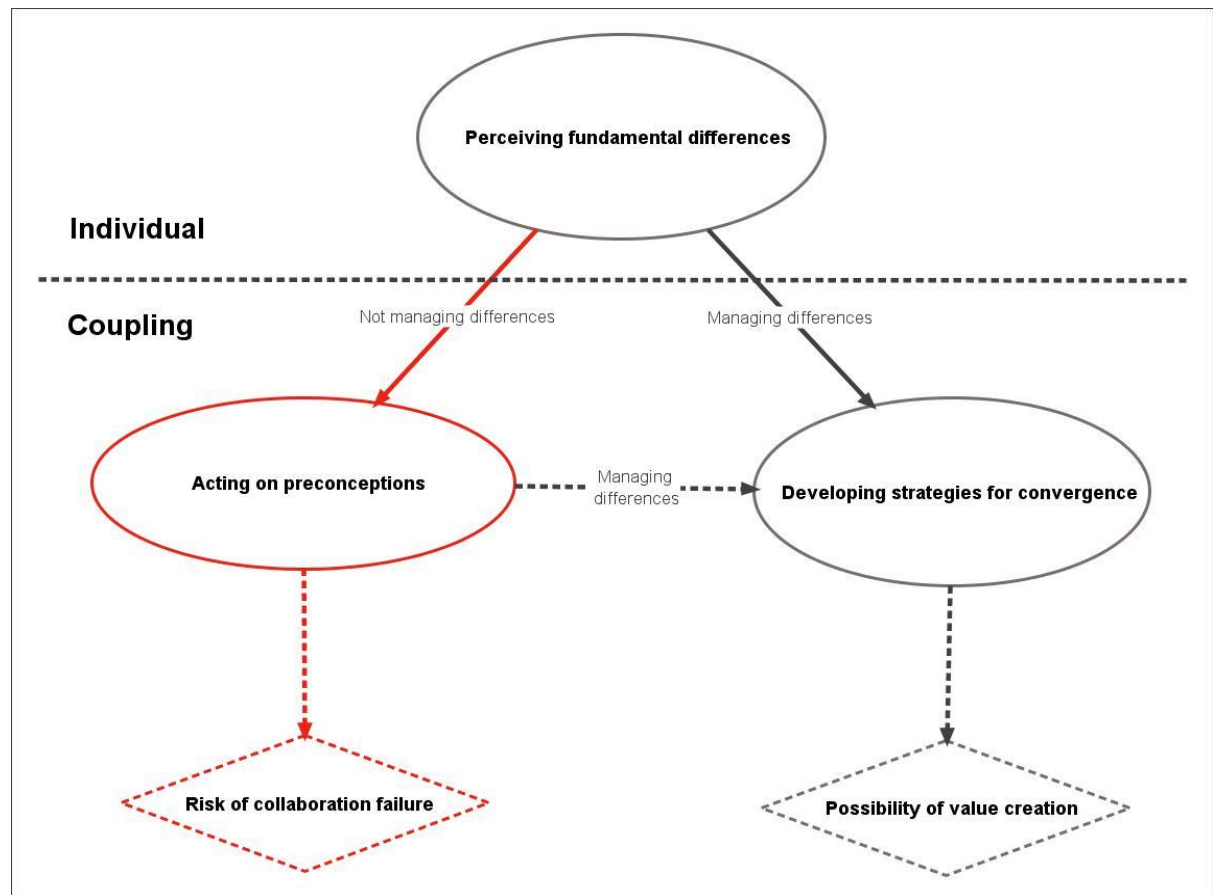 Perceiving fundamental differences
Individual
Coupling
Not managing differences
Managing differences
Acting on preconceptions
Managing
differences
Developing strategies for convergence
Risk of collaboration failure
Possibility of value creation